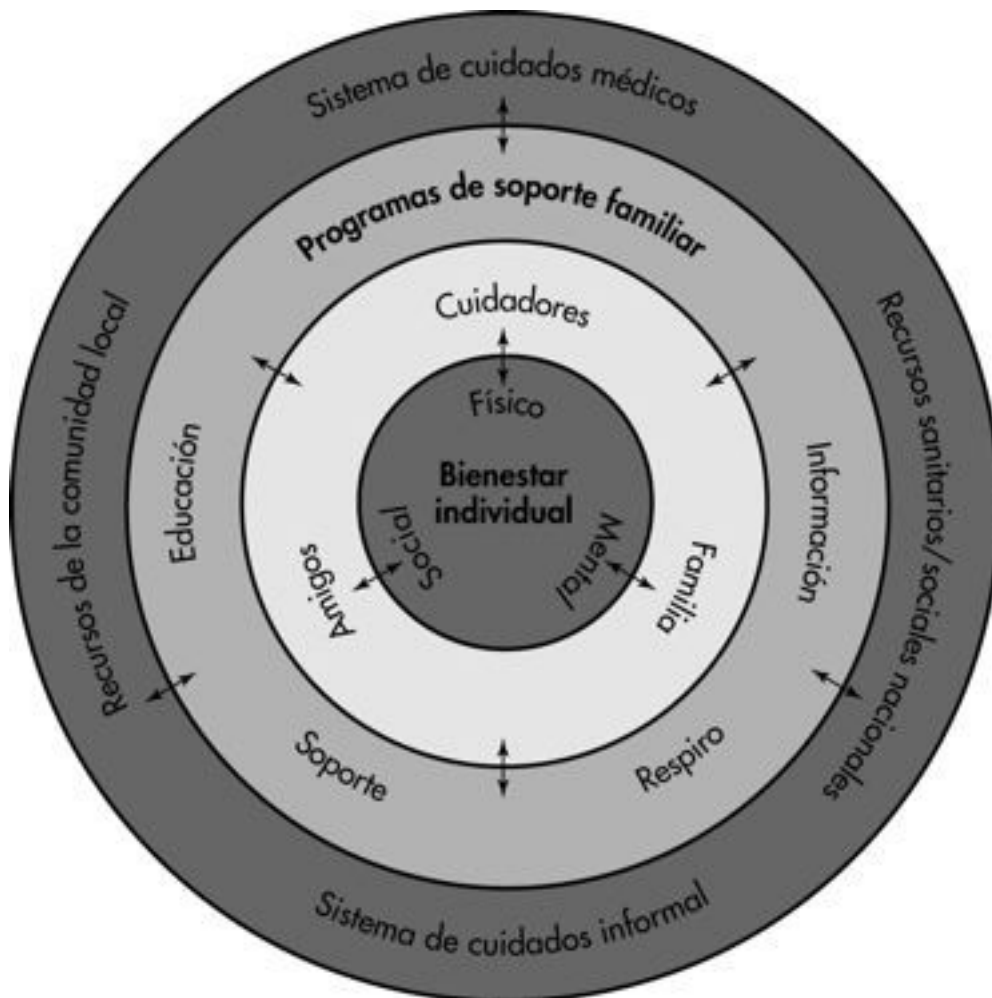 Sistema de cuidados médicos
Programas de soporte familiar
Cuidadores
Físico
Bienestar
individual
Social
Mental
Amigos
Familia
Educación
Información
Soporte
Respiro
Recursos de la comunidad local
Recursos sanitarios/sociales nacionales
Sistema de cuidados informal